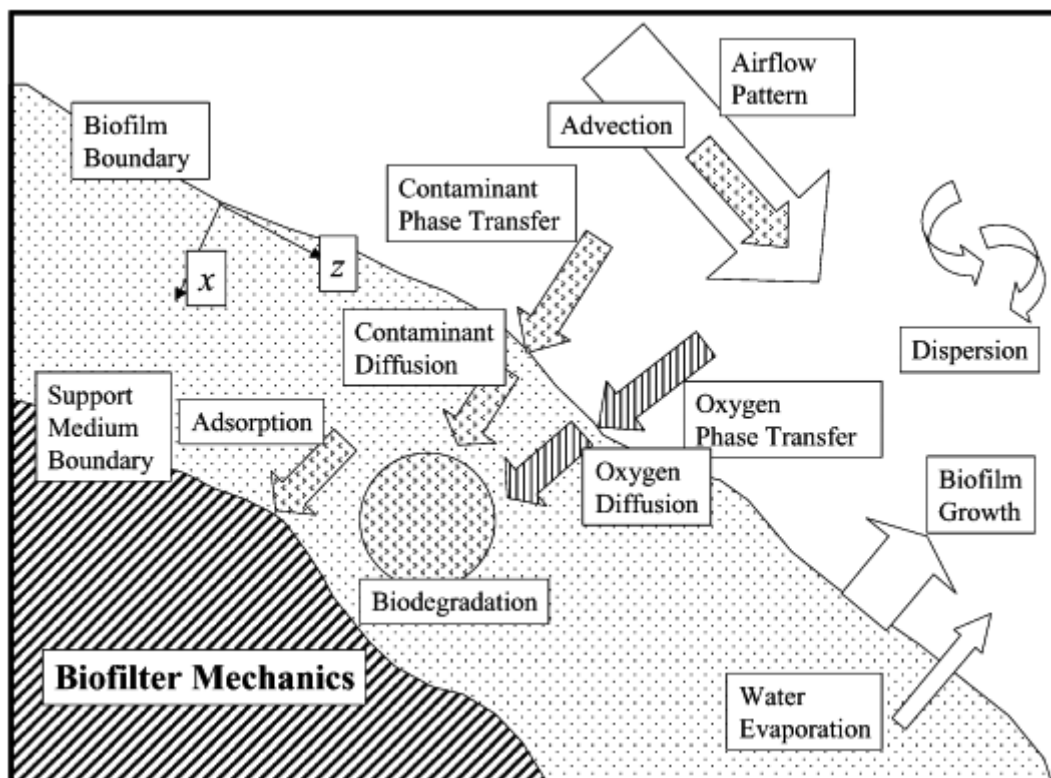 Airflow
Pattern
Advection
Biofilm
Boundary
Contaminant
Phase Transfer
x
z
Contaminant
Diffusion
Dispersion
Support
Medium
Boundary
Adsorption
Oxygen
Phase Transfer
Oxygen
Diffusion
Biofilm
Growth
Biodegradation
Biofilter Mechanics
Water
Evaporation